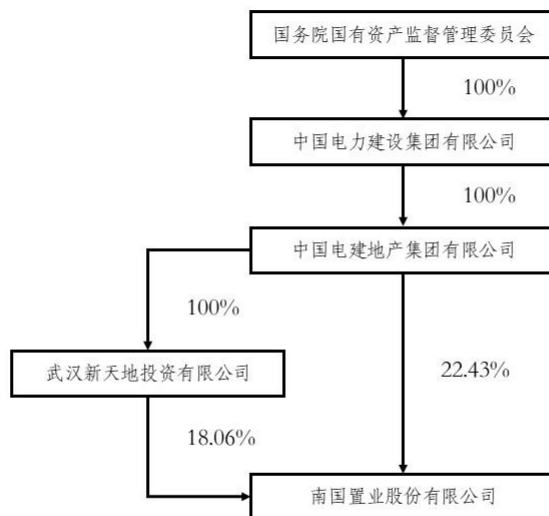 国务院国有资产监督管理委员会
100%
中国电力建设集团有限公司
100%
中国电建地产集团有限公司
100%
武汉新天地投资有限公司
22.43%
18.06%
南国置业股份有限公司